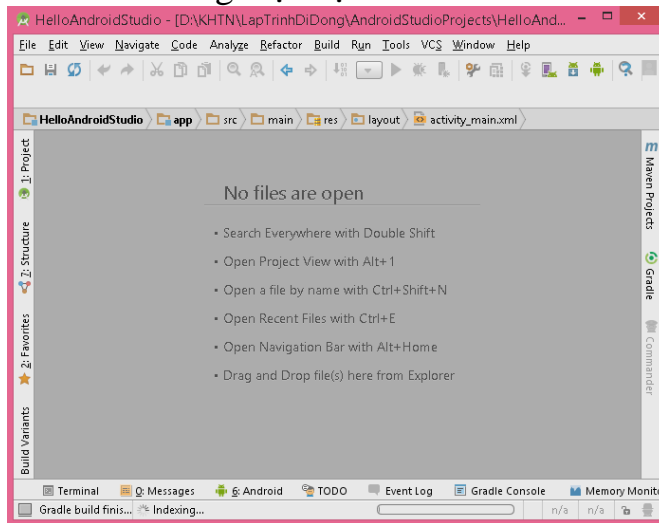 HelloAndroidStudio - [D:\KHTN\LapTrinhDiDong\AndroidStudioProjects\HelloAnd...
File Edit View Navigate Code Analyze Refactor Build Run Tools VCS Window Help
HelloAndroidStudio app src main res layout activity_main.xml
1: Project
7: Structure
2: Favorites
Build Variants
No files are open
• Search Everywhere with Double Shift
• Open Project View with Alt+1
• Open a file by name with Ctrl+Shift+N
• Open Recent Files with Ctrl+E
• Open Navigation Bar with Alt+Home
• Drag and Drop file(s) here from Explorer
m Maven Projects
Gradle
Commander
Terminal 0: Messages 6: Android TODO Event Log Gradle Console Memory Monito
Gradle build finis... Indexing... n/a n/a